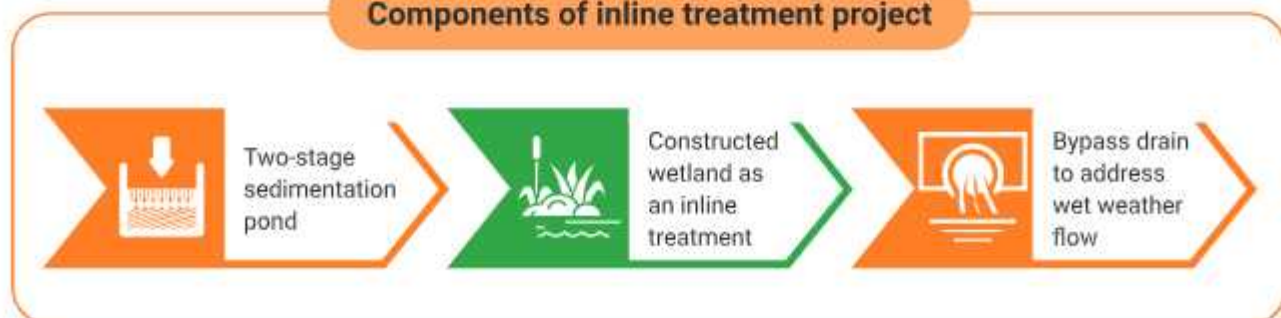 Components of inline treatment project
Two-stage
sedimentation
pond
Constructed
wetland as
an inline
treatment
Bypass drain
to address
wet weather
flow